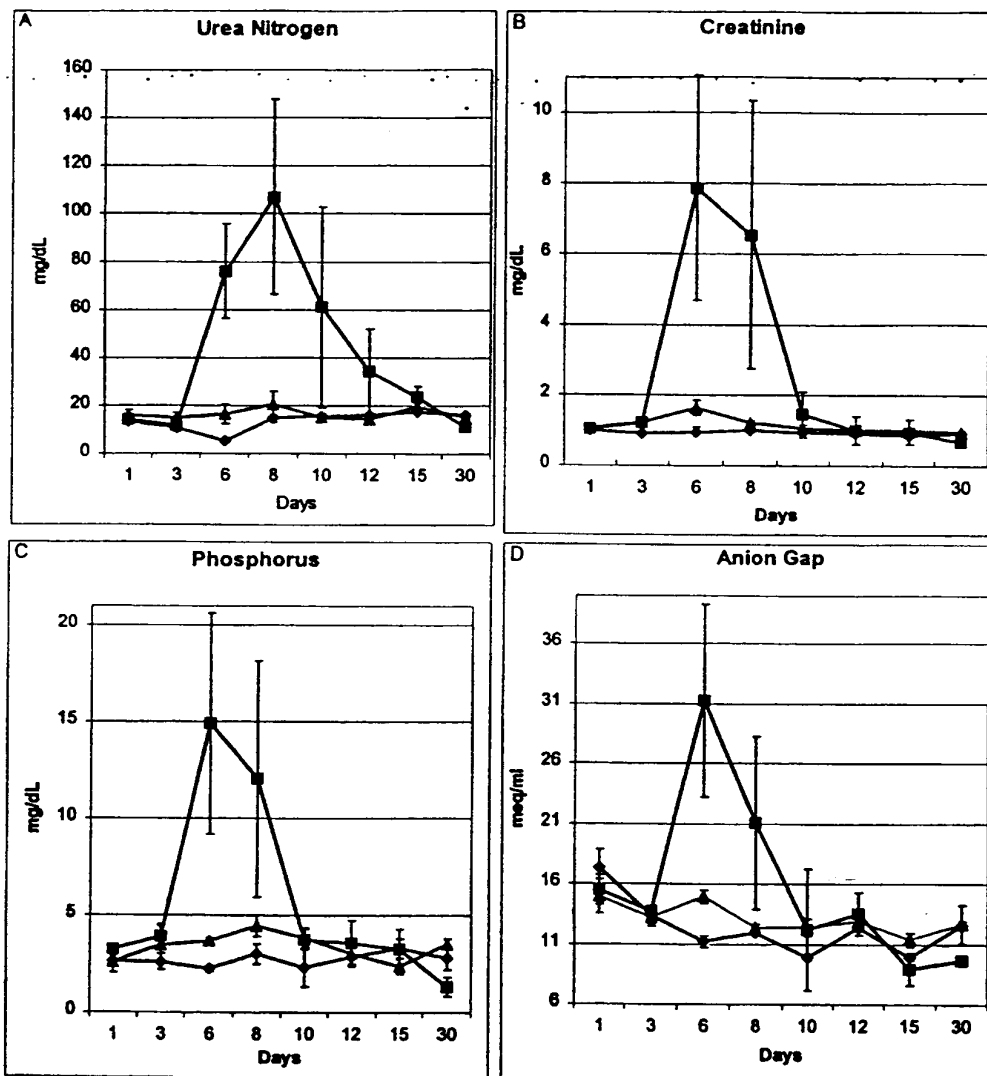 A
Urea Nitrogen
160
140
120
100
80
60
40
20
0
mg/dL
1 3 6 8 10 12 15 30
Days
B
Creatinine
10
8
6
4
2
0
mg/dL
1 3 6 8 10 12 15 30
Days
C
Phosphorus
20
15
10
5
0
mg/dL
1 3 6 8 10 12 15 30
Days
D
Anion Gap
36
31
26
21
16
11
6
meq/ml
1 3 6 8 10 12 15 30
Days